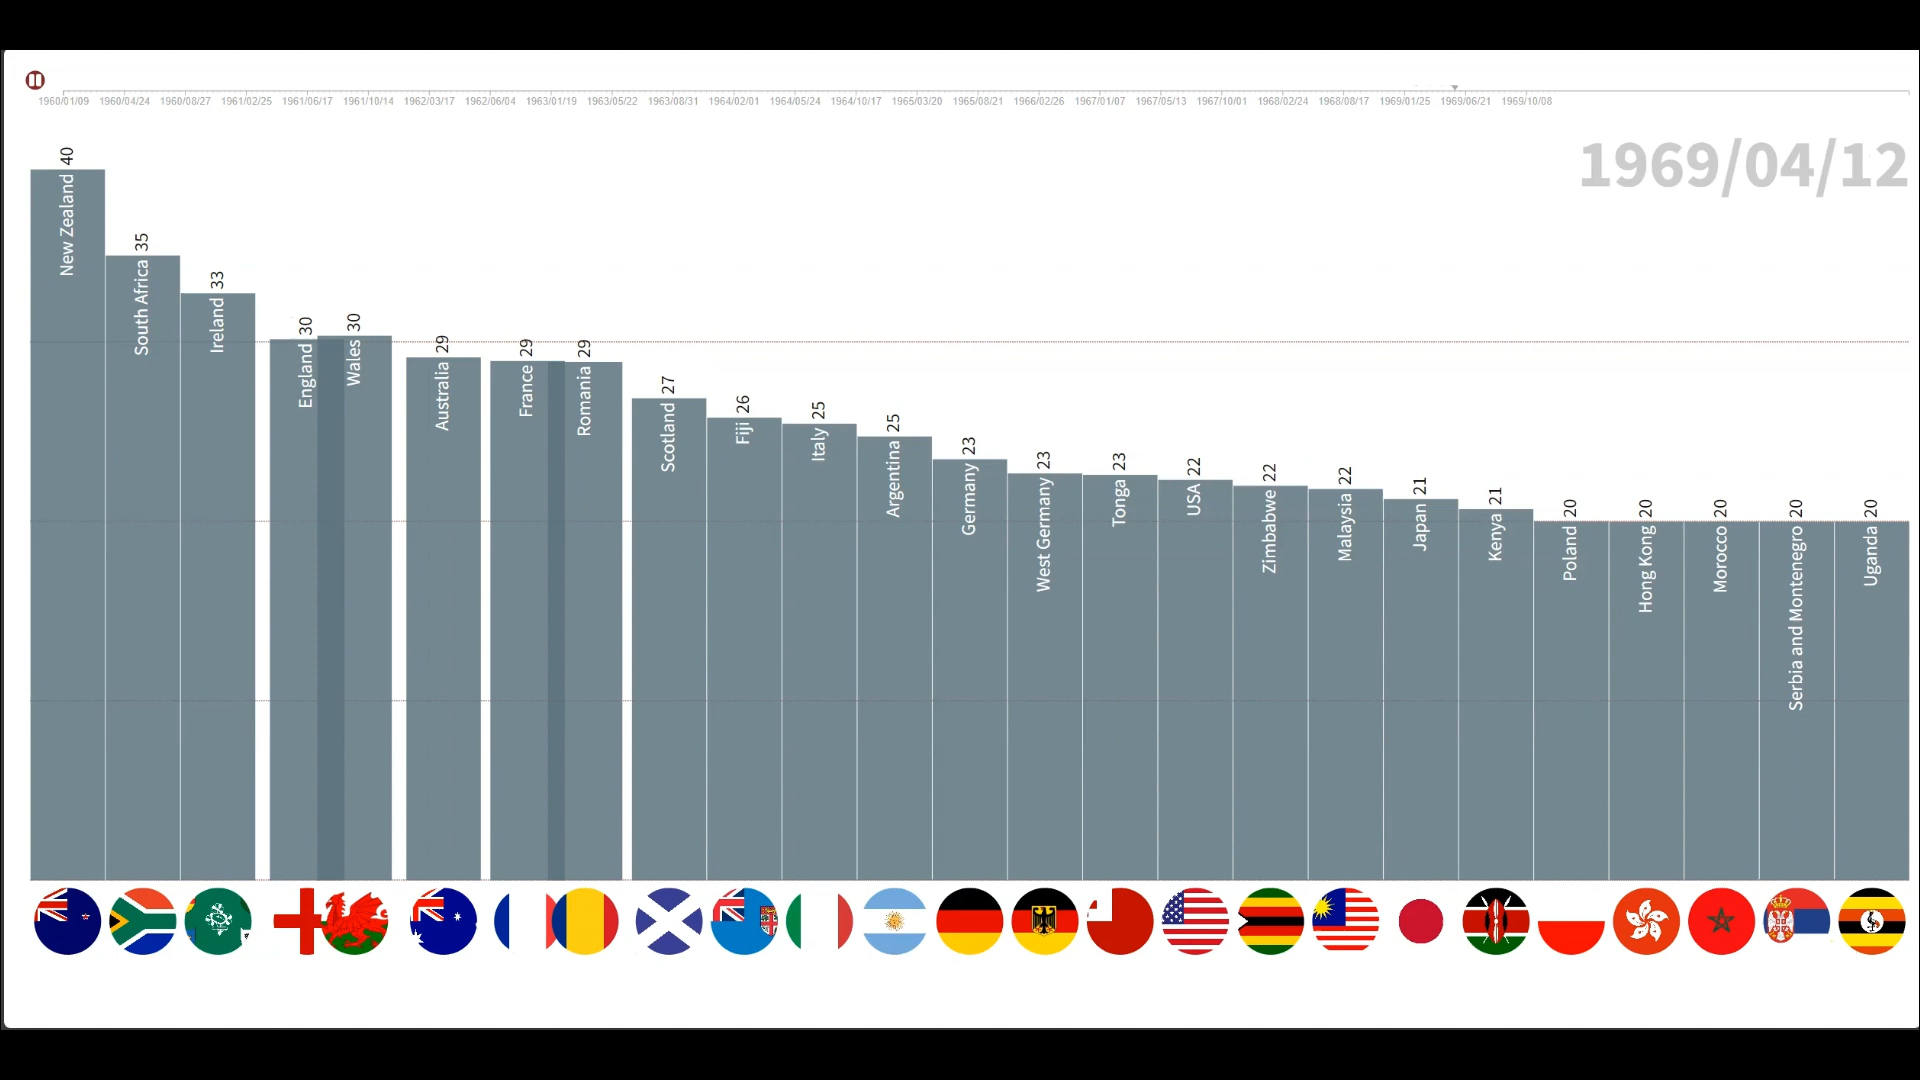 1960/01/09 1960/04/24 1960/08/27 1961/02/25 1961/06/17 1961/10/14 1962/03/17 1962/06/04 1963/01/19 1963/05/22 1963/08/31 1964/02/01 1964/05/24 1964/10/17 1965/03/20 1965/08/21 1966/02/26 1967/01/07 1967/05/13 1967/10/01 1968/02/24 1968/08/17 1969/01/25 1969/06/21 1969/10/08
1969/04/12
New Zealand 40
South Africa 35
Ireland 33
England 30
Wales 30
Australia 29
France 29
Romania 29
Scotland 27
Fiji 26
Italy 25
Argentina 25
Germany 23
West Germany 23
Tonga 23
USA 22
Zimbabwe 22
Malaysia 22
Japan 21
Kenya 21
Poland 20
Hong Kong 20
Morocco 20
Serbia and Montenegro 20
Uganda 20